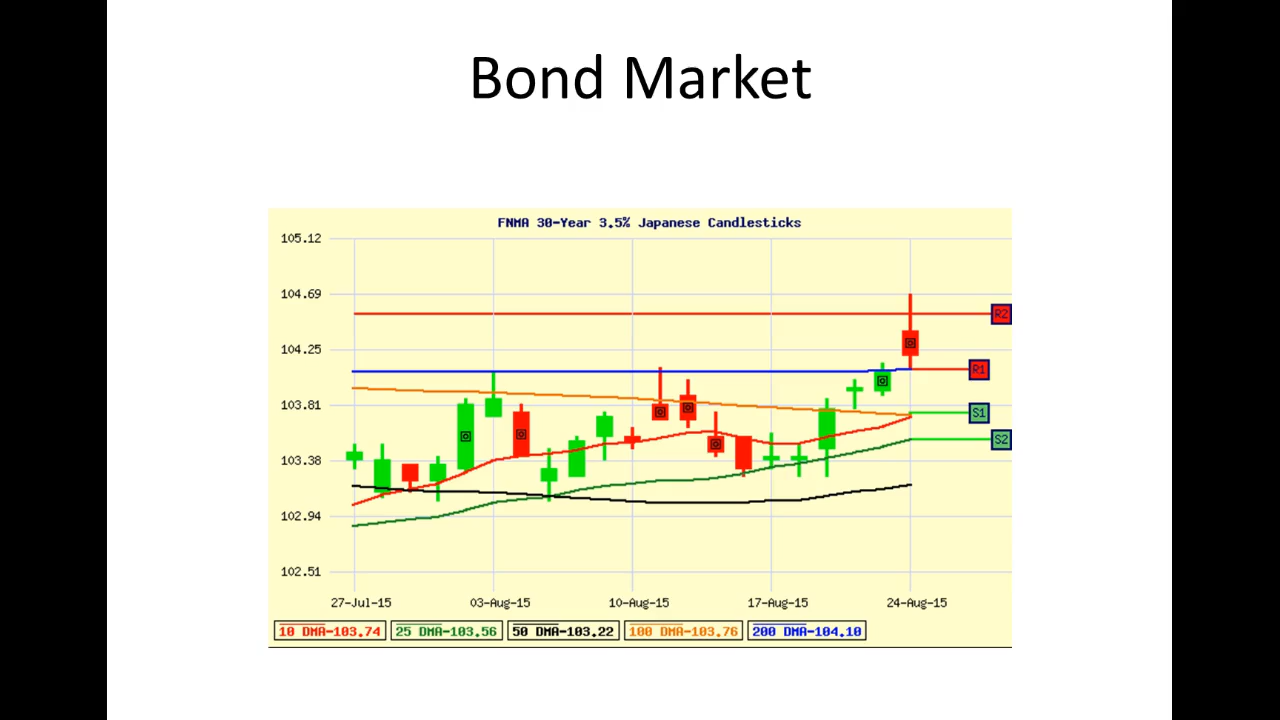 Bond Market
FNMA 30-Year 3.5% Japanese Candlesticks
105.12
104.69
R2
104.25
R1
103.81
S1
S2
103.38
102.94
102.51
27-Jul-15 03-Aug-15 10-Aug-15 17-Aug-15 24-Aug-15
10 DMA-103.74 25 DMA-103.56 50 DMA-103.22 100 DMA-103.76 200 DMA-104.10